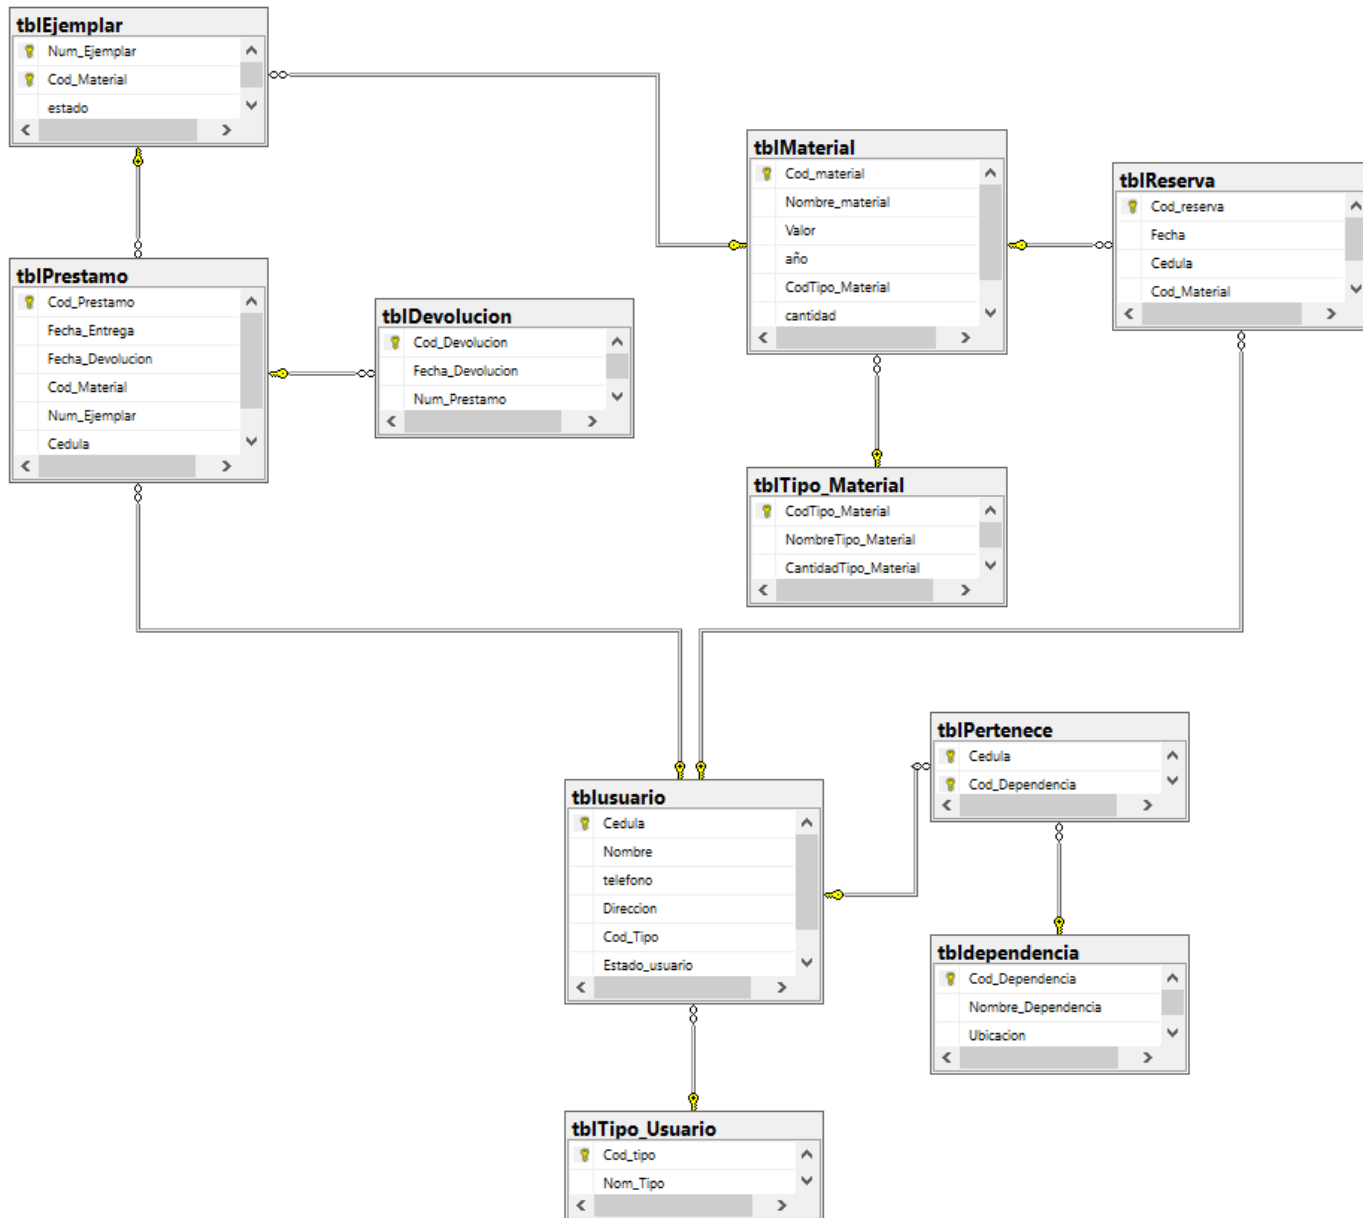 tblEjemplar
Num_Ejemplar
Cod_Material
estado
tblMaterial
Cod_material
Nombre_material
Valor
año
CodTipo_Material
cantidad
tblReserva
Cod_reserva
Fecha
Cedula
Cod_Material
tblPrestamo
Cod_Prestamo
Fecha_Entrega
Fecha_Devolucion
Cod_Material
Num_Ejemplar
Cedula
tblDevolucion
Cod_Devolucion
Fecha_Devolucion
Num_Prestamo
tblTipo_Material
CodTipo_Material
NombreTipo_Material
CantidadTipo_Material
tblPertenece
Cedula
Cod_Dependencia
tblusuario
Cedula
Nombre
telefono
Direccion
Cod_Tipo
Estado_usuario
tbldependencia
Cod_Dependencia
Nombre_Dependencia
Ubicacion
tblTipo_Usuario
Cod_tipo
Nom_Tipo